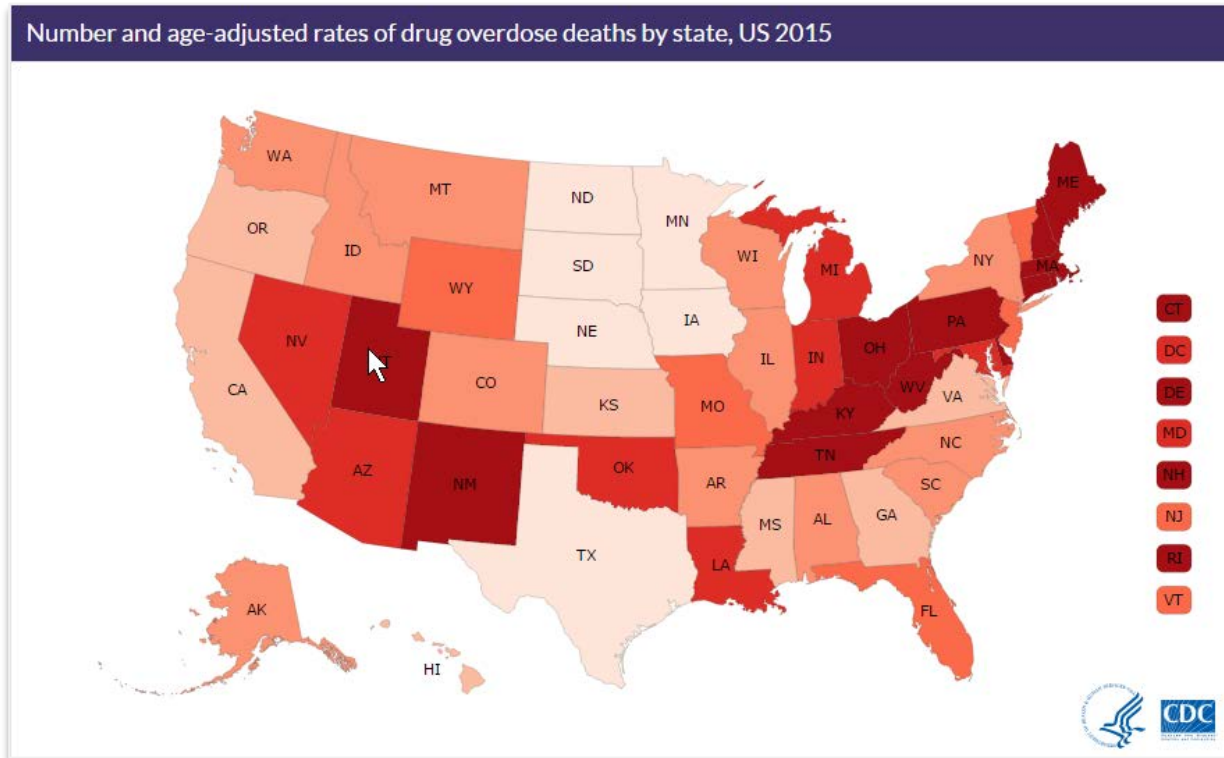 Number and age-adjusted rates of drug overdose deaths by state, US 2015
WA
MT
ND
MN
ME
OR
ID
SD
WI
MI
NY
WY
MA
NE
IA
PA
CT
NV
IL
IN
OH
DC
CA
CO
WV
VA
DE
KS
MO
KY
MD
AZ
NM
OK
TN
NC
NH
AR
SC
NJ
MS
AL
GA
TX
LA
RI
AK
FL
VT
HI
CDC